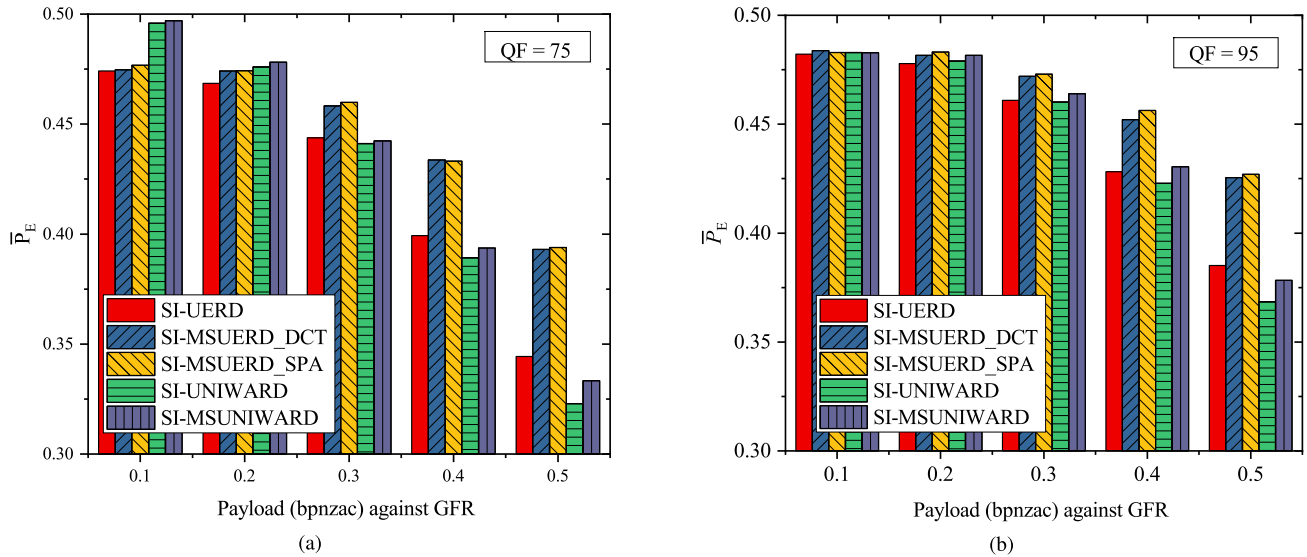 0.50
0.45
0.40
0.35
0.30
P̅_E
QF = 75
SI-UERD
SI-MSUERD_DCT
SI-MSUERD_SPA
SI-UNIWARD
SI-MSUNIWARD
0.1 0.2 0.3 0.4 0.5
Payload (bpnzac) against GFR
(a)
0.50
0.45
0.40
0.35
0.30
P̅_E
QF = 95
SI-UERD
SI-MSUERD_DCT
SI-MSUERD_SPA
SI-UNIWARD
SI-MSUNIWARD
0.1 0.2 0.3 0.4 0.5
Payload (bpnzac) against GFR
(b)